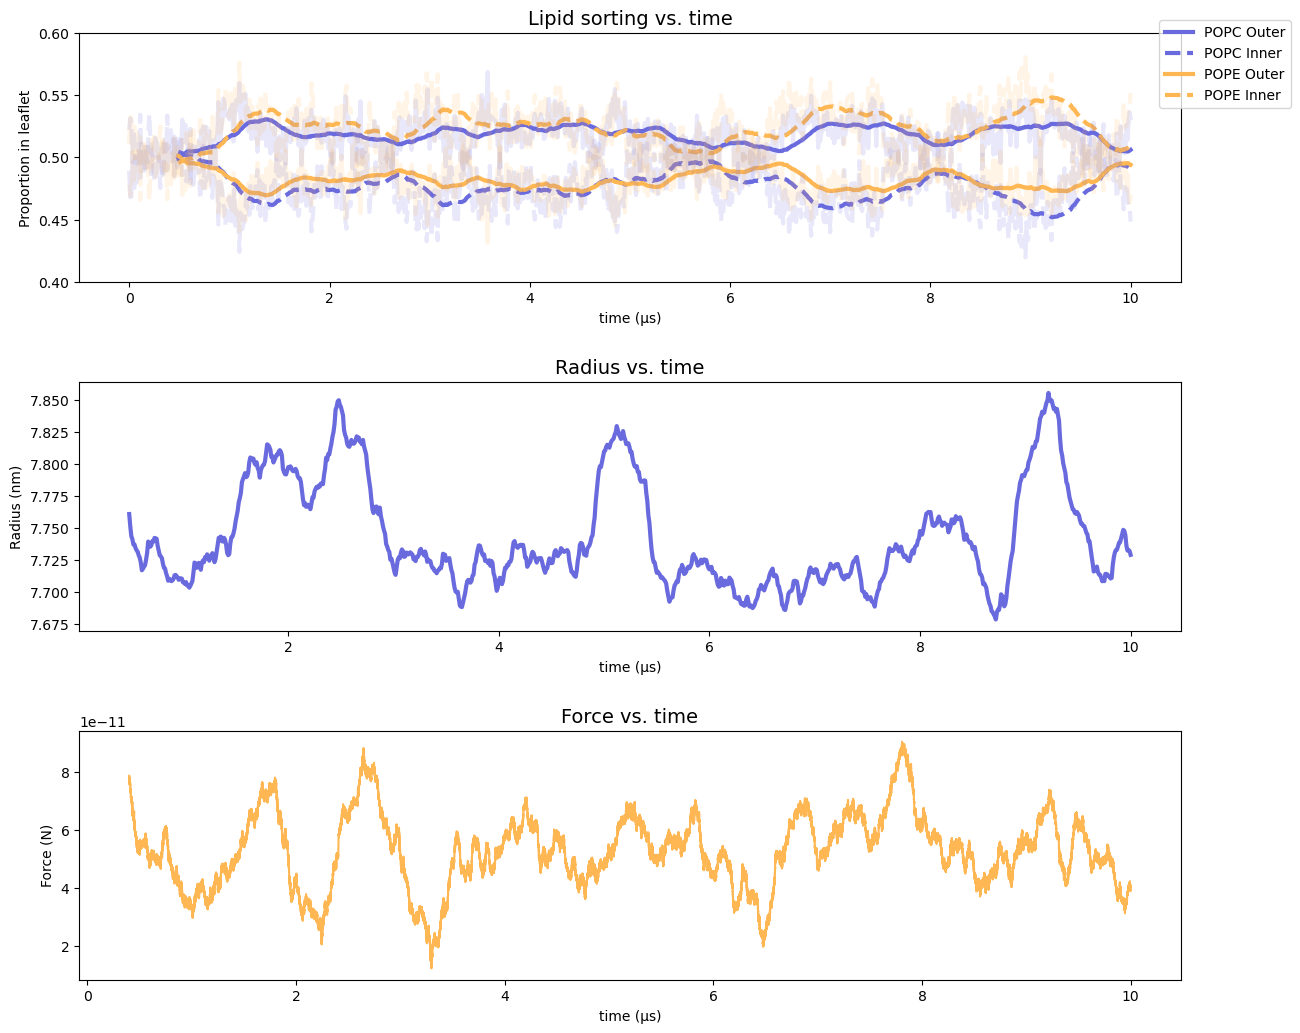 Lipid sorting vs. time
0.60
0.55
0.50
0.45
0.40
Proportion in leaflet
0 2 4 6 8 10
time (µs)
POPC Outer
POPC Inner
POPE Outer
POPE Inner
Radius vs. time
7.850
7.825
7.800
7.775
7.750
7.725
7.700
7.675
Radius (nm)
2 4 6 8 10
time (µs)
Force vs. time
1e−11
8
6
4
2
Force (N)
0 2 4 6 8 10
time (µs)